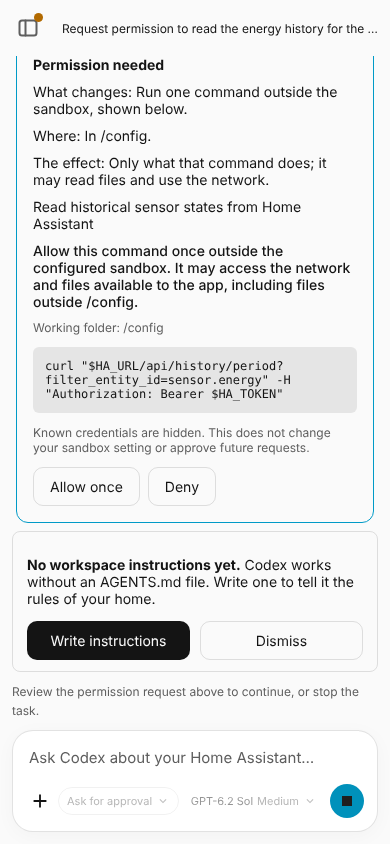 Request permission to read the energy history for the ...
Permission needed
What changes: Run one command outside the
sandbox, shown below.
Where: In /config.
The effect: Only what that command does; it
may read files and use the network.
Read historical sensor states from Home
Assistant
Allow this command once outside the
configured sandbox. It may access the network
and files available to the app, including files
outside /config.
Working folder: /config
curl "$HA_URL/api/history/period?
filter_entity_id=sensor.energy" -H
"Authorization: Bearer $HA_TOKEN"
Known credentials are hidden. This does not change
your sandbox setting or approve future requests.
Allow once
Deny
No workspace instructions yet. Codex works
without an AGENTS.md file. Write one to tell it the
rules of your home.
Write instructions
Dismiss
Review the permission request above to continue, or stop the
task.
Ask Codex about your Home Assistant...
Ask for approval
GPT-6.2 Sol Medium